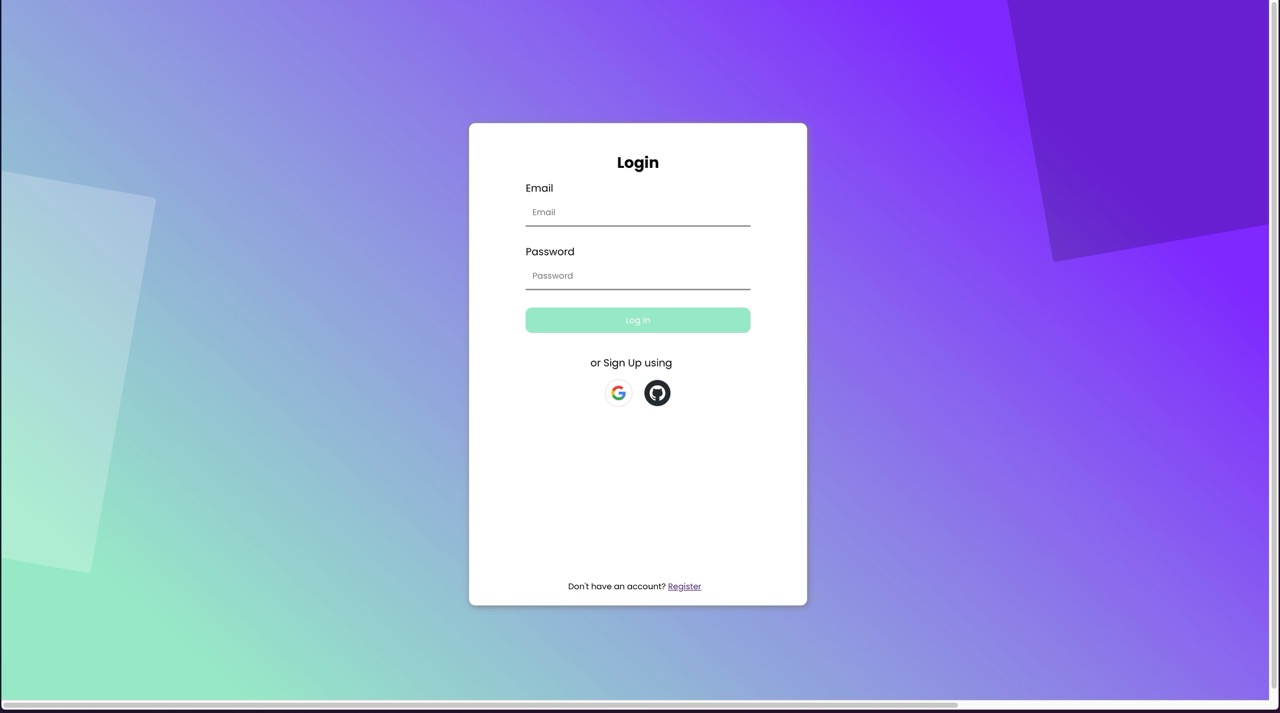 Login
Email
Email
Password
Password
Log In
or Sign Up using
Don't have an account? Register